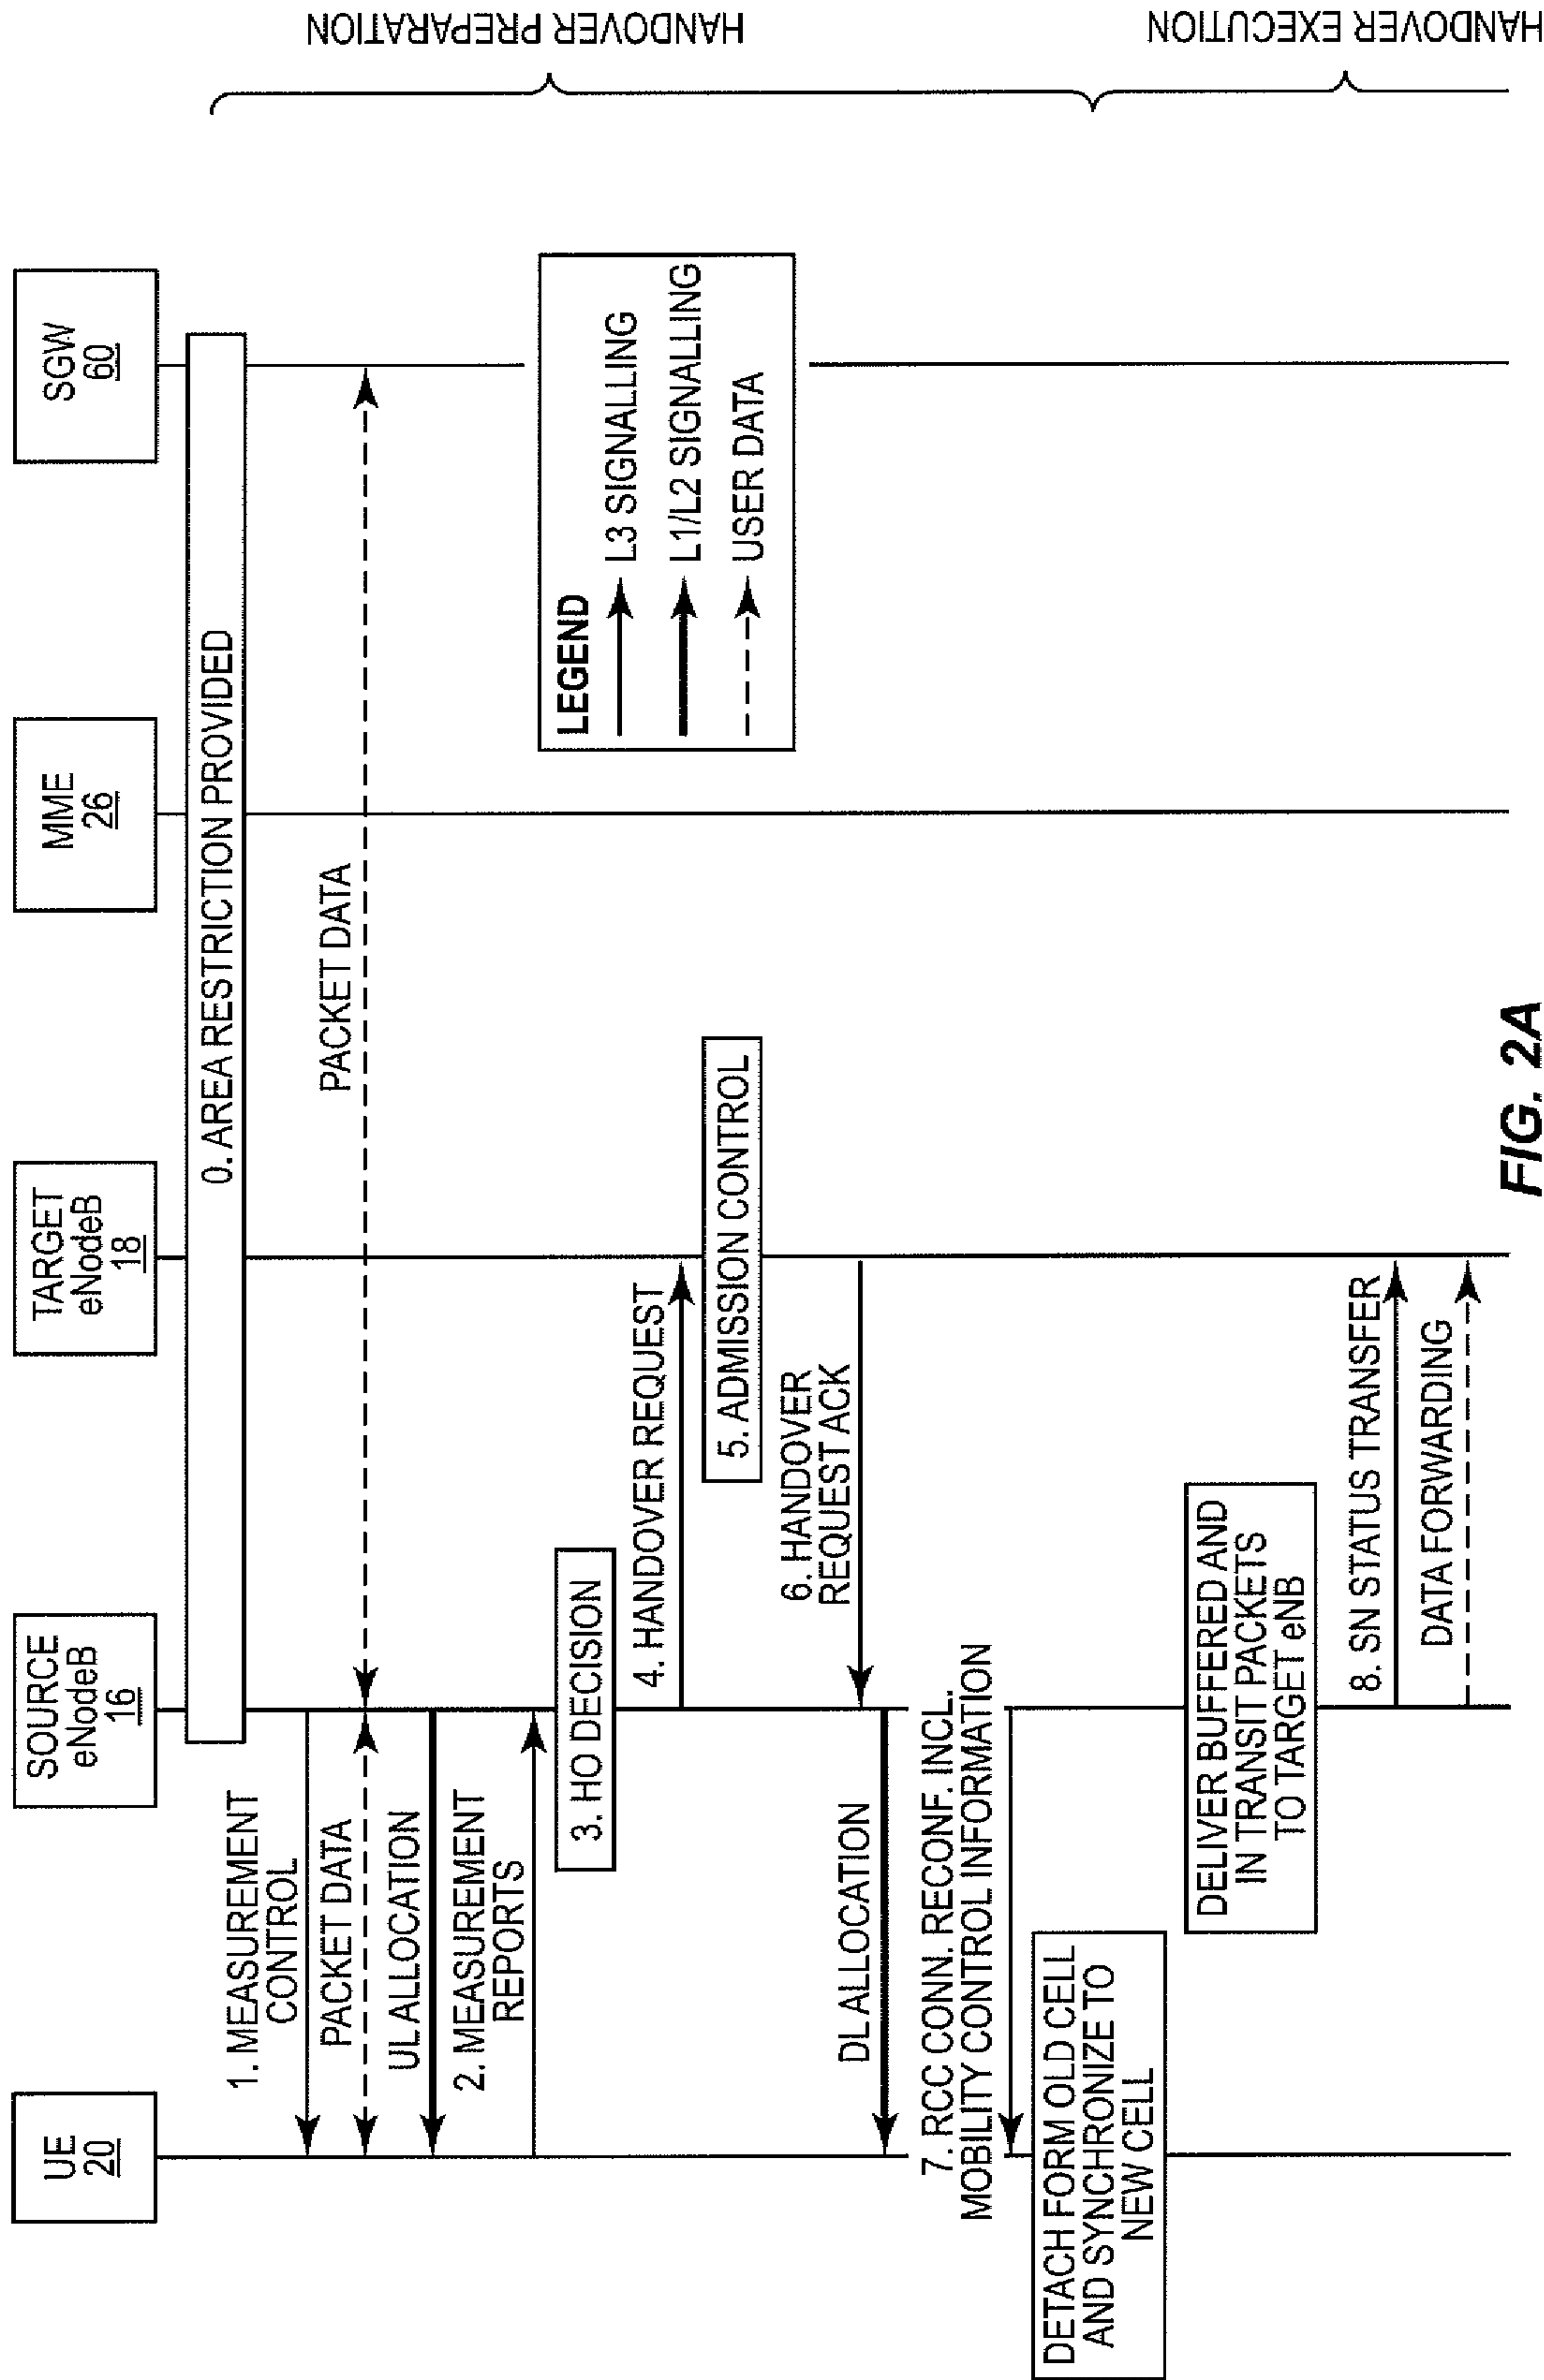 UE
20
SOURCE
eNodeB
16
TARGET
eNodeB
18
MME
26
SGW
60
0. AREA RESTRICTION PROVIDED
1. MEASUREMENT
CONTROL
PACKET DATA
PACKET DATA
UL ALLOCATION
2. MEASUREMENT
REPORTS
3. HO DECISION
4. HANDOVER REQUEST
5. ADMISSION CONTROL
6. HANDOVER
REQUEST ACK
DL ALLOCATION
7. RCC CONN. RECONF. INCL.
MOBILITY CONTROL INFORMATION
DETACH FORM OLD CELL
AND SYNCHRONIZE TO
NEW CELL
DELIVER BUFFERED AND
IN TRANSIT PACKETS
TO TARGET eNB
8. SN STATUS TRANSFER
DATA FORWARDING
LEGEND
L3 SIGNALLING
L1/L2 SIGNALLING
USER DATA
HANDOVER PREPARATION
HANDOVER EXECUTION
FIG. 2A